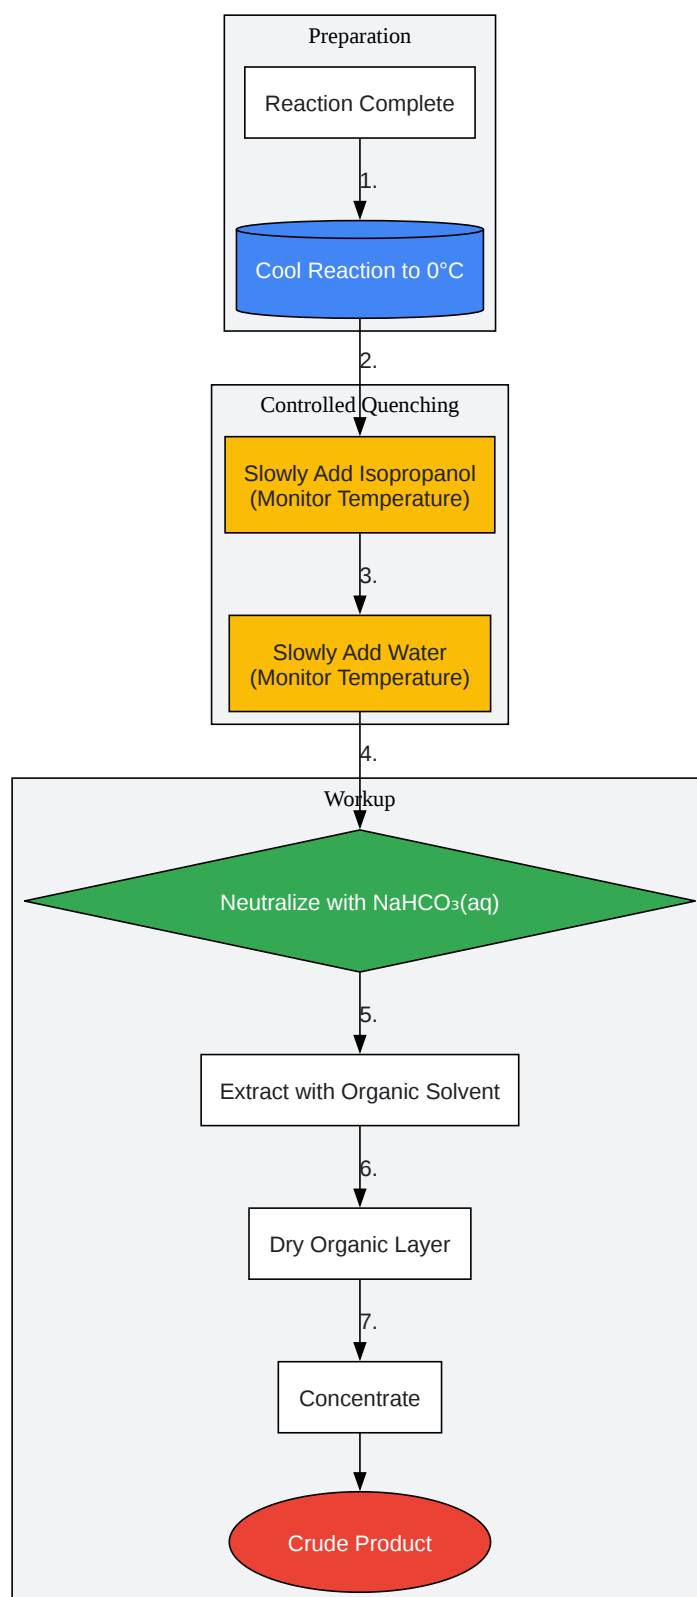 Preparation
Reaction Complete
1.
Cool Reaction to 0°C
2.
Controlled Quenching
Slowly Add Isopropanol
(Monitor Temperature)
3.
Slowly Add Water
(Monitor Temperature)
4.
Workup
Neutralize with NaHCO₃(aq)
5.
Extract with Organic Solvent
6.
Dry Organic Layer
7.
Concentrate
Crude Product